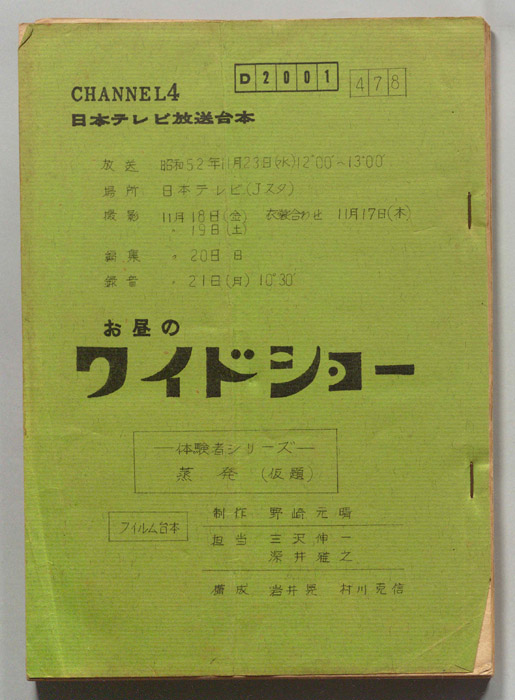 D2001
478
CHANNEL4
日本テレビ放送台本
放送 昭和52年11月23日(水)12°00′~13°00′
場所 日本テレビ(Jスタ)
撮影 11月18日(金) 衣裳合わせ 11月17日(木)
〃 19日(土)
編集 〃 20日 日
録音 〃 21日(月) 10°30′
お昼の
ワイドショー
―体験者シリーズ―
蒸発 (仮題)
フィルム台本
制作 野崎元晴
担当 三沢伸一
深井雅之
構成 岩井晃 村川克信